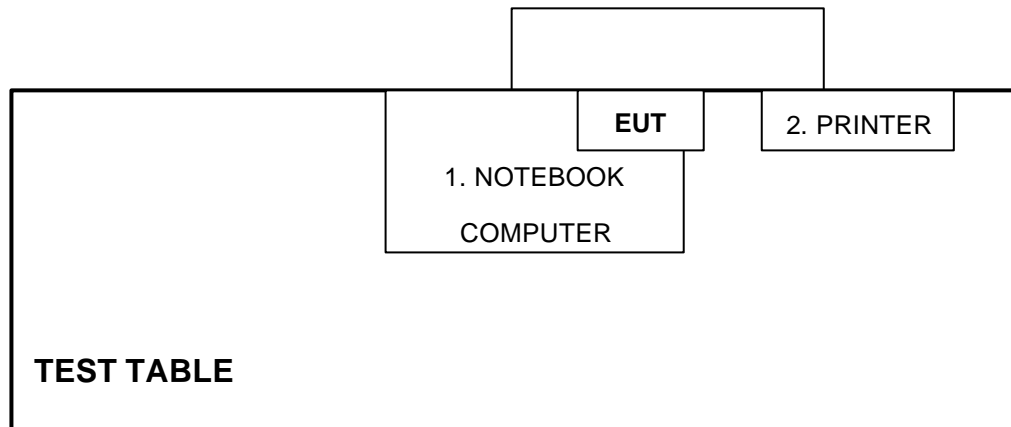 EUT
2. PRINTER
1. NOTEBOOK
COMPUTER
TEST TABLE